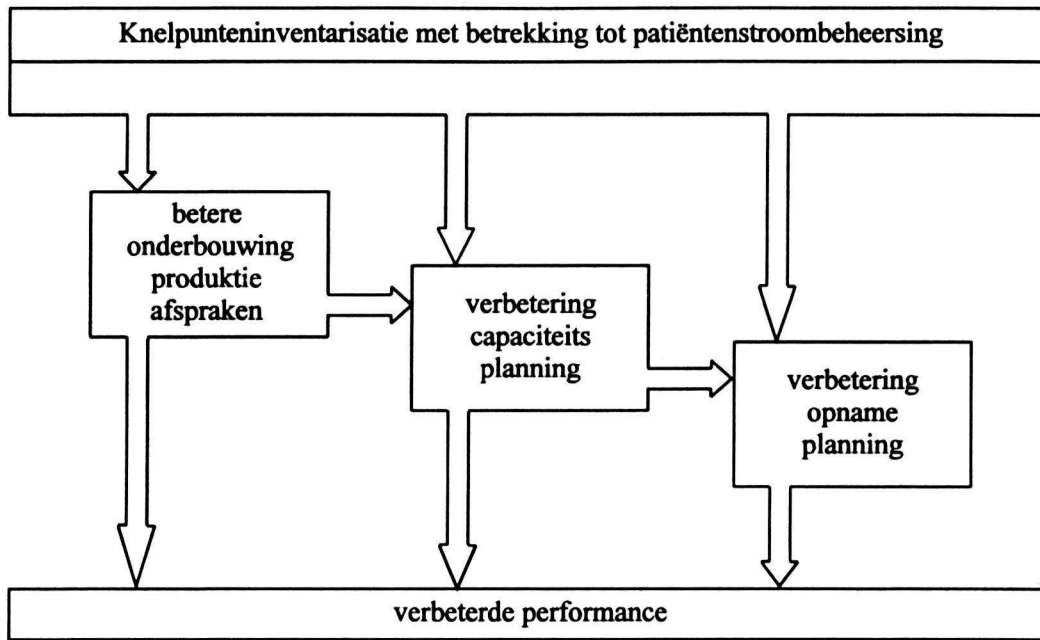 Knelpunteninventarisatie met betrekking tot patiëntenstroombeheersing
betere
onderbouwing
produktie
afspraken
verbetering
capaciteits
planning
verbetering
opname
planning
verbeterde performance